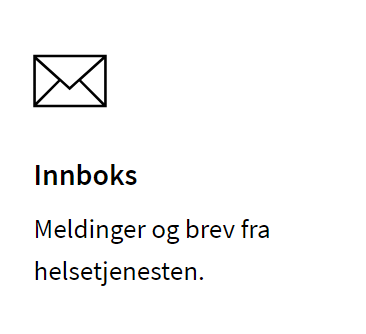 Innboks
Meldinger og brev fra
helsetjenesten.